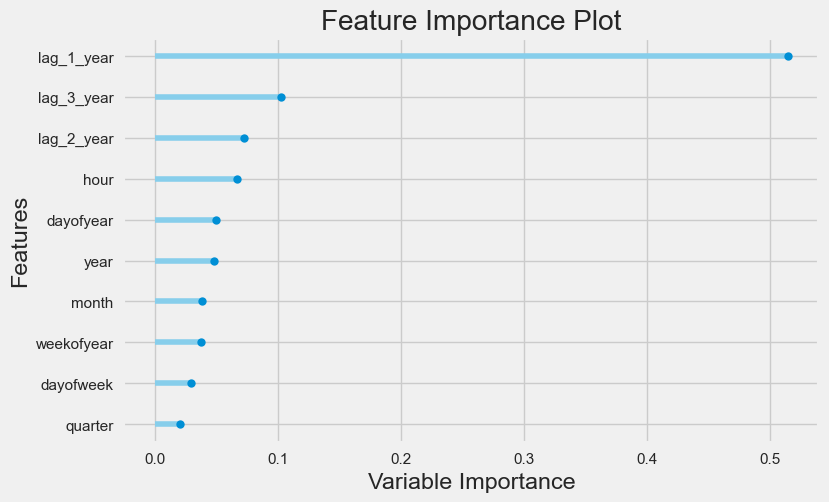 Feature Importance Plot
lag_1_year
lag_3_year
lag_2_year
hour
dayofyear
year
month
weekofyear
dayofweek
quarter
Features
0.0 0.1 0.2 0.3 0.4 0.5
Variable Importance